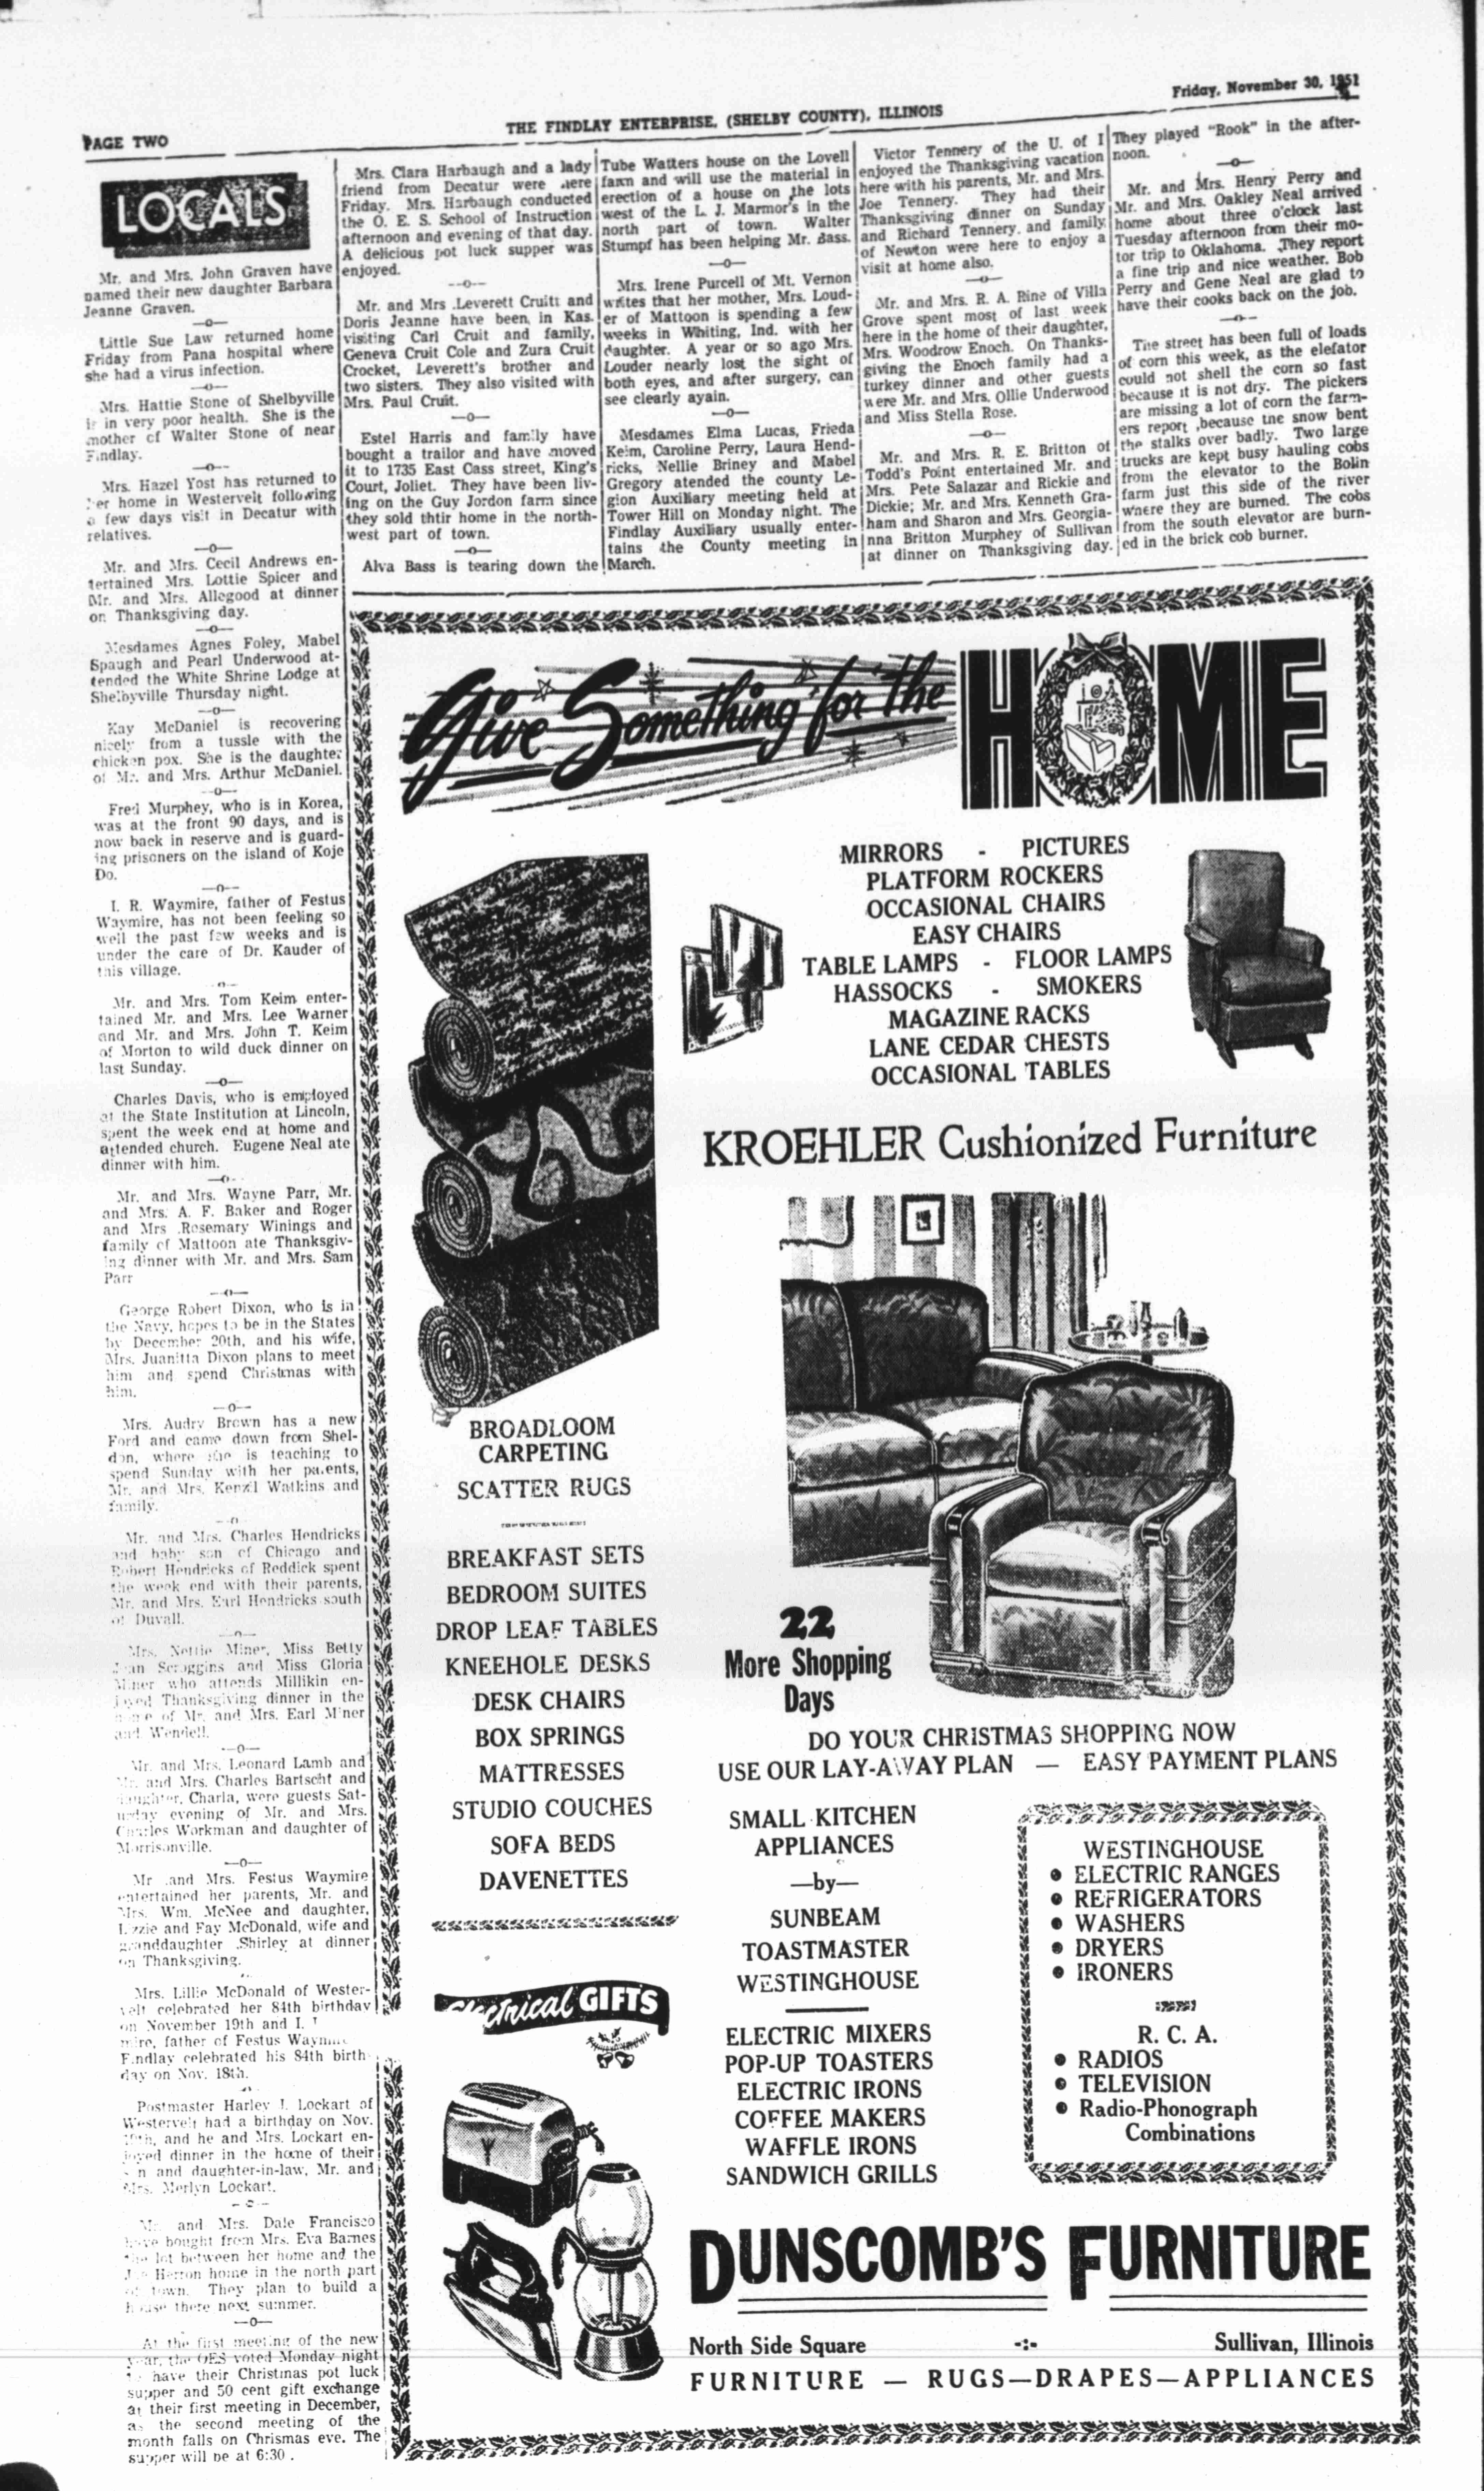 PAGE TWO
THE FINDLAY ENTERPRISE, (SHELBY COUNTY), ILLINOIS
Friday, November 30, 1951
LOCALS
Mr. and Mrs. John Graven have
named their new daughter Barbara
Jeanne Graven.
—o—
Little Sue Law returned home
Friday from Pana hospital where
she had a virus infection.
—o—
Mrs. Hattie Stone of Shelbyville
is in very poor health. She is the
mother of Walter Stone of near
Findlay.
—o—
Mrs. Hazel Yost has returned to
her home in Westervelt following
a few days visit in Decatur with
relatives.
—o—
Mr. and Mrs. Cecil Andrews en-
tertained Mrs. Lottie Spicer and
Mr. and Mrs. Allegood at dinner
on Thanksgiving day.
—o—
Mesdames Agnes Foley, Mabel
Spaugh and Pearl Underwood at-
tended the White Shrine Lodge at
Shelbyville Thursday night.
—o—
Kay McDaniel is recovering
nicely from a tussle with the
chicken pox. She is the daughter
of Mr. and Mrs. Arthur McDaniel.
—o—
Fred Murphey, who is in Korea,
was at the front 90 days, and is
now back in reserve and is guard-
ing prisoners on the island of Koje
Do.
—o—
I. R. Waymire, father of Festus
Waymire, has not been feeling so
well the past few weeks and is
under the care of Dr. Kauder of
this village.
—o—
Mr. and Mrs. Tom Keim enter-
tained Mr. and Mrs. Lee Warner
and Mr. and Mrs. John T. Keim
of Morton to wild duck dinner on
last Sunday.
—o—
Charles Davis, who is employed
at the State Institution at Lincoln,
spent the week end at home and
attended church. Eugene Neal ate
dinner with him.
—o—
Mr. and Mrs. Wayne Parr, Mr.
and Mrs. A. F. Baker and Roger
and Mrs .Rosemary Winings and
family of Mattoon ate Thanksgiv-
ing dinner with Mr. and Mrs. Sam
Parr
—o—
George Robert Dixon, who is in
the Navy, hopes to be in the States
by December 20th, and his wife,
Mrs. Juanitta Dixon plans to meet
him and spend Christmas with
him.
—o—
Mrs. Audry Brown has a new
Ford and came down from Shel-
don, where she is teaching to
spend Sunday with her parents,
Mr. and Mrs. Kenzil Watkins and
family.
—o—
Mr. and Mrs. Charles Hendricks
and baby son of Chicago and
Robert Hendricks of Reddick spent
the week end with their parents,
Mr. and Mrs. Earl Hendricks south
of Duvall.
—o—
Mrs. Nettie Miner, Miss Betty
Jean Scroggins and Miss Gloria
Miner who attends Millikin en-
joyed Thanksgiving dinner in the
home of Mr. and Mrs. Earl Miner
and Wendell.
—o—
Mr. and Mrs. Leonard Lamb and
Mr. and Mrs. Charles Bartscht and
daughter, Charla, were guests Sat-
urday evening of Mr. and Mrs.
Charles Workman and daughter of
Morrisonville.
—o—
Mr .and Mrs. Festus Waymire
entertained her parents, Mr. and
Mrs. Wm. McNee and daughter,
Lizzie and Fay McDonald, wife and
granddaughter .Shirley at dinner
on Thanksgiving.
Mrs. Lillie McDonald of Wester-
velt celebrated her 84th birthday
on November 19th and I.
father of Festus
Findlay celebrated his 84th birth
day on Nov. 18th.
Postmaster Harley J. Lockart of
Westervelt had a birthday on Nov.
and he and Mrs. Lockart en-
joyed dinner in the home of their
son and daughter-in-law, Mr. and
Mrs. Merlyn Lockart.
Mr. and Mrs. Dale Francisco
have bought from Mrs. Eva Barnes
the lot between her home and the
Herron home in the north part
of town. They plan to build a
house there next summer.
—o—
At the first meeting of the new
year, the OES voted Monday night
to have their Christmas pot luck
supper and 50 cent gift exchange
at their first meeting in December,
as the second meeting of the
month falls on Chrismas eve. The
supper will be at 6:30 .
Mrs. Clara Harbaugh and a lady
friend from Decatur were here
Friday. Mrs. Harbaugh conducted
the O. E. S. School of Instruction
afternoon and evening of that day.
A delicious pot luck supper was
enjoyed.
--o--
Mr. and Mrs .Leverett Cruitt and
Doris Jeanne have been, in Kas.
visiting Carl Cruit and family,
Geneva Cruit Cole and Zura Cruit
Crocket, Leverett's brother and
two sisters. They also visited with
Mrs. Paul Cruit.
—o—
Estel Harris and family have
bought a trailor and have moved
it to 1735 East Cass street, King's
Court, Joliet. They have been liv-
ing on the Guy Jordon farm since
they sold thtir home in the north-
west part of town.
—o—
Alva Bass is tearing down the
Tube Watters house on the Lovell
farm and will use the material in
erection of a house on the lots
west of the L. J. Marmor's in the
north part of town. Walter
Stumpf has been helping Mr. Bass.
—o—
Mrs. Irene Purcell of Mt. Vernon
writes that her mother, Mrs. Loud-
er of Mattoon is spending a few
weeks in Whiting, Ind. with her
daughter. A year or so ago Mrs.
Louder nearly lost the sight of
both eyes, and after surgery, can
see clearly ayain.
—o—
Mesdames Elma Lucas, Frieda
Keim, Caroline Perry, Laura Hend-
ricks, Nellie Briney and Mabel
Gregory atended the county Le-
gion Auxiliary meeting held at
Tower Hill on Monday night. The
Findlay Auxiliary usually enter-
tains the County meeting in
March.
Victor Tennery of the U. of I
enjoyed the Thanksgiving vacation
here with his parents, Mr. and Mrs.
Joe Tennery. They had their
Thanksgiving dinner on Sunday
and Richard Tennery. and family
of Newton were here to enjoy a
visit at home also.
—o—
Mr. and Mrs. R. A. Rine of Villa
Grove spent most of last week
here in the home of their daughter,
Mrs. Woodrow Enoch. On Thanks-
giving the Enoch family had a
turkey dinner and other guests
were Mr. and Mrs. Ollie Underwood
and Miss Stella Rose.
—o—
Mr. and Mrs. R. E. Britton of
Todd's Point entertained Mr. and
Mrs. Pete Salazar and Rickie and
Dickie; Mr. and Mrs. Kenneth Gra-
ham and Sharon and Mrs. Georgia-
nna Britton Murphey of Sullivan
at dinner on Thanksgiving day.
They played "Rook" in the after-
noon.
—o—
Mr. and Mrs. Henry Perry and
Mr. and Mrs. Oakley Neal arrived
home about three o'clock last
Tuesday afternoon from their mo-
tor trip to Oklahoma. They report
a fine trip and nice weather. Bob
Perry and Gene Neal are glad to
have their cooks back on the job.
—o—
The street has been full of loads
of corn this week, as the elefator
could not shell the corn so fast
because it is not dry. The pickers
are missing a lot of corn the farm-
ers report ,because the snow bent
the stalks over badly. Two large
trucks are kept busy hauling cobs
from the elevator to the Bolin
farm just this side of the river
where they are burned. The cobs
from the south elevator are burn-
ed in the brick cob burner.
Give Something for the HOME
MIRRORS - PICTURES
PLATFORM ROCKERS
OCCASIONAL CHAIRS
EASY CHAIRS
TABLE LAMPS - FLOOR LAMPS
HASSOCKS - SMOKERS
MAGAZINE RACKS
LANE CEDAR CHESTS
OCCASIONAL TABLES
KROEHLER Cushionized Furniture
BROADLOOM
CARPETING
SCATTER RUGS
BREAKFAST SETS
BEDROOM SUITES
DROP LEAF TABLES
KNEEHOLE DESKS
DESK CHAIRS
BOX SPRINGS
MATTRESSES
STUDIO COUCHES
SOFA BEDS
DAVENETTES
Electrical GIFTS
22
More Shopping
Days
DO YOUR CHRISTMAS SHOPPING NOW
USE OUR LAY-AWAY PLAN — EASY PAYMENT PLANS
SMALL KITCHEN
APPLIANCES
—by—
SUNBEAM
TOASTMASTER
WESTINGHOUSE
ELECTRIC MIXERS
POP-UP TOASTERS
ELECTRIC IRONS
COFFEE MAKERS
WAFFLE IRONS
SANDWICH GRILLS
WESTINGHOUSE
• ELECTRIC RANGES
• REFRIGERATORS
• WASHERS
• DRYERS
• IRONERS
R. C. A.
• RADIOS
• TELEVISION
• Radio-Phonograph
Combinations
DUNSCOMB'S FURNITURE
North Side Square -:- Sullivan, Illinois
FURNITURE — RUGS—DRAPES—APPLIANCES